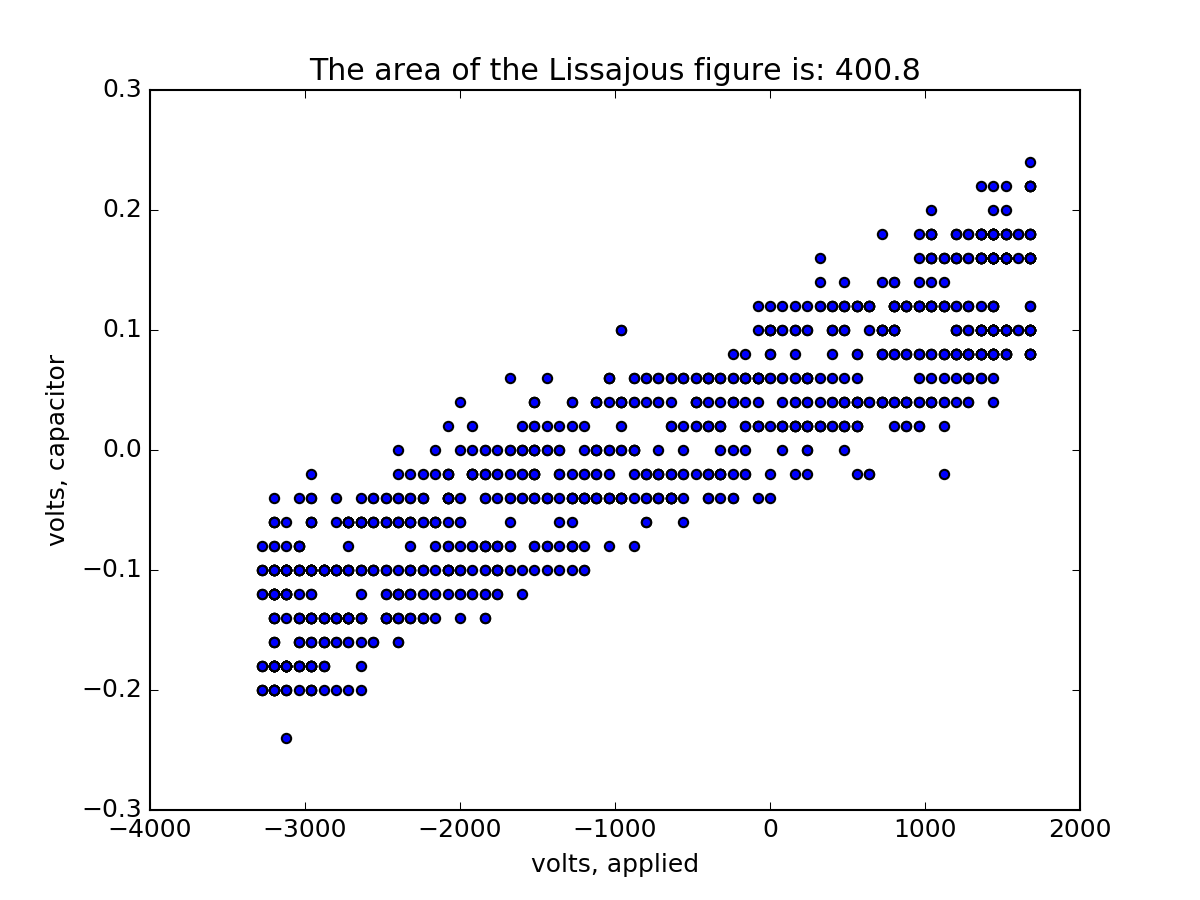 The area of the Lissajous figure is: 400.8
0.3
0.2
0.1
0.0
−0.1
−0.2
−0.3
volts, capacitor
−4000 −3000 −2000 −1000 0 1000 2000
volts, applied